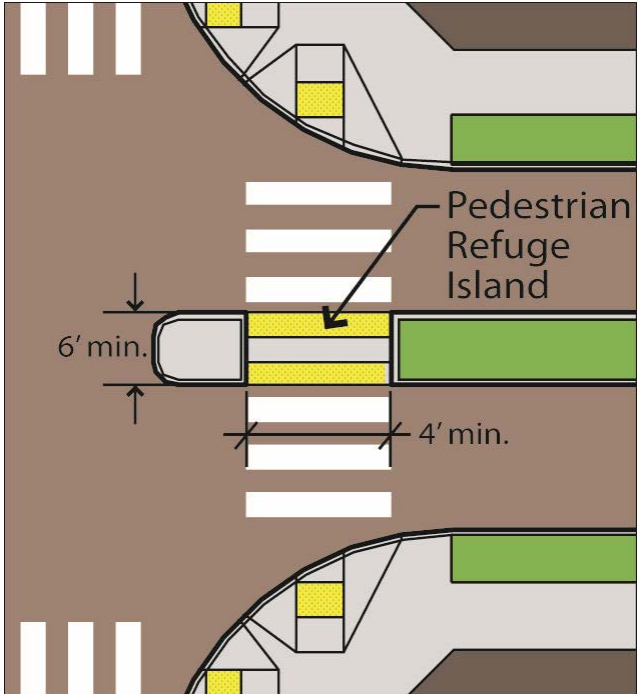 Pedestrian
Refuge
Island
6’ min.
4’ min.